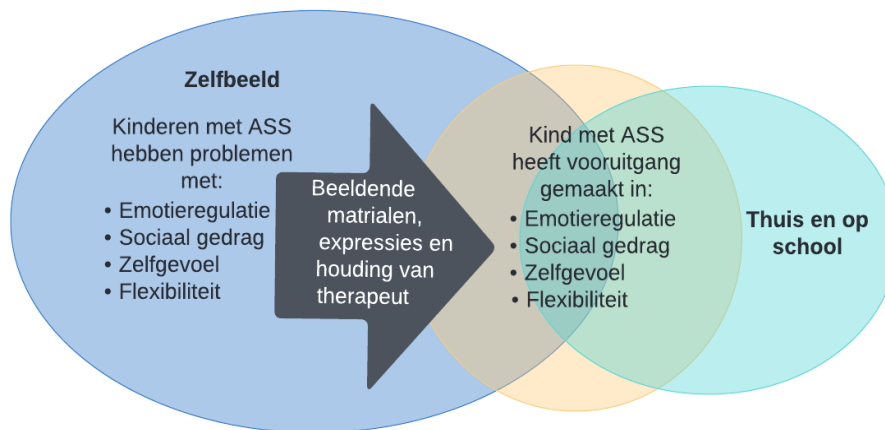 Zelfbeeld
Kinderen met ASS
hebben problemen
met:
• Emotieregulatie
• Sociaal gedrag
• Zelfgevoel
• Flexibiliteit
Beeldende
matrialen,
expressies en
houding van
therapeut
Kind met ASS
heeft vooruitgang
gemaakt in:
• Emotieregulatie
• Sociaal gedrag
• Zelfgevoel
• Flexibiliteit
Thuis en op
school